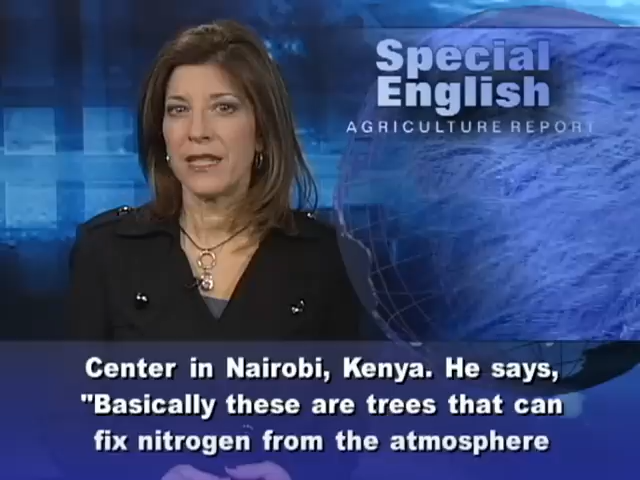 Special
English
AGRICULTURE REPORT
Center in Nairobi, Kenya. He says,
"Basically these are trees that can
fix nitrogen from the atmosphere